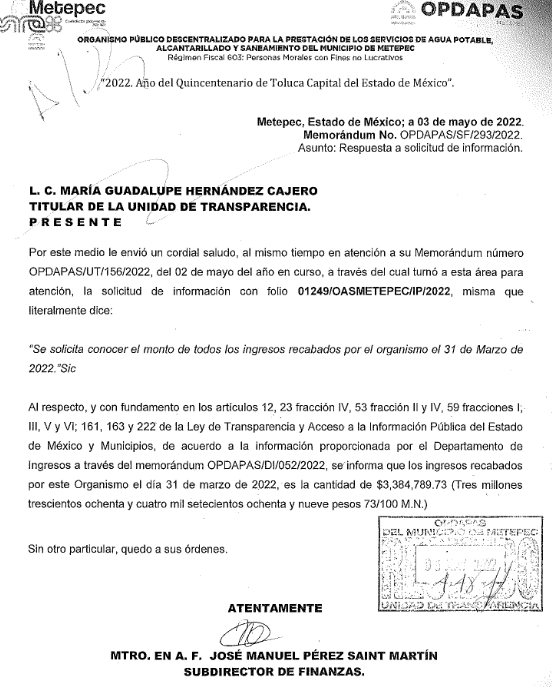 Metepec
OPDAPAS
ORGANISMO PÚBLICO DESCENTRALIZADO PARA LA PRESTACIÓN DE LOS SERVICIOS DE AGUA POTABLE,
ALCANTARILLADO Y SANEAMIENTO DEL MUNICIPIO DE METEPEC
Régimen Fiscal 603: Personas Morales con Fines no Lucrativos
"2022. Año del Quincentenario de Toluca Capital del Estado de México".
Metepec, Estado de México; a 03 de mayo de 2022.
Memorándum No. OPDAPAS/SF/293/2022.
Asunto: Respuesta a solicitud de información.
L. C. MARÍA GUADALUPE HERNÁNDEZ CAJERO
TITULAR DE LA UNIDAD DE TRANSPARENCIA.
P R E S E N T E
Por este medio le envió un cordial saludo, al mismo tiempo en atención a su Memorándum número
OPDAPAS/UT/156/2022, del 02 de mayo del año en curso, a través del cual turnó a esta área para
atención, la solicitud de información con folio 01249/OASMETEPEC/IP/2022, misma que
literalmente dice:
"Se solicita conocer el monto de todos los ingresos recabados por el organismo el 31 de Marzo de
2022."Sic
Al respecto, y con fundamento en los artículos 12, 23 fracción IV, 53 fracción II y IV, 59 fracciones I;
III, V y VI; 161, 163 y 222 de la Ley de Transparencia y Acceso a la Información Pública del Estado
de México y Municipios, de acuerdo a la información proporcionada por el Departamento de
Ingresos a través del memorándum OPDAPAS/DI/052/2022, se informa que los ingresos recabados
por este Organismo el día 31 de marzo de 2022, es la cantidad de $3,384,789.73 (Tres millones
trescientos ochenta y cuatro mil setecientos ochenta y nueve pesos 73/100 M.N.)
OPDAPAS
DEL MUNICIPIO DE METEPEC
2022
UNIDAD DE TRANSPARENCIA
Sin otro particular, quedo a sus órdenes.
ATENTAMENTE
MTRO. EN A. F. JOSÉ MANUEL PÉREZ SAINT MARTÍN
SUBDIRECTOR DE FINANZAS.